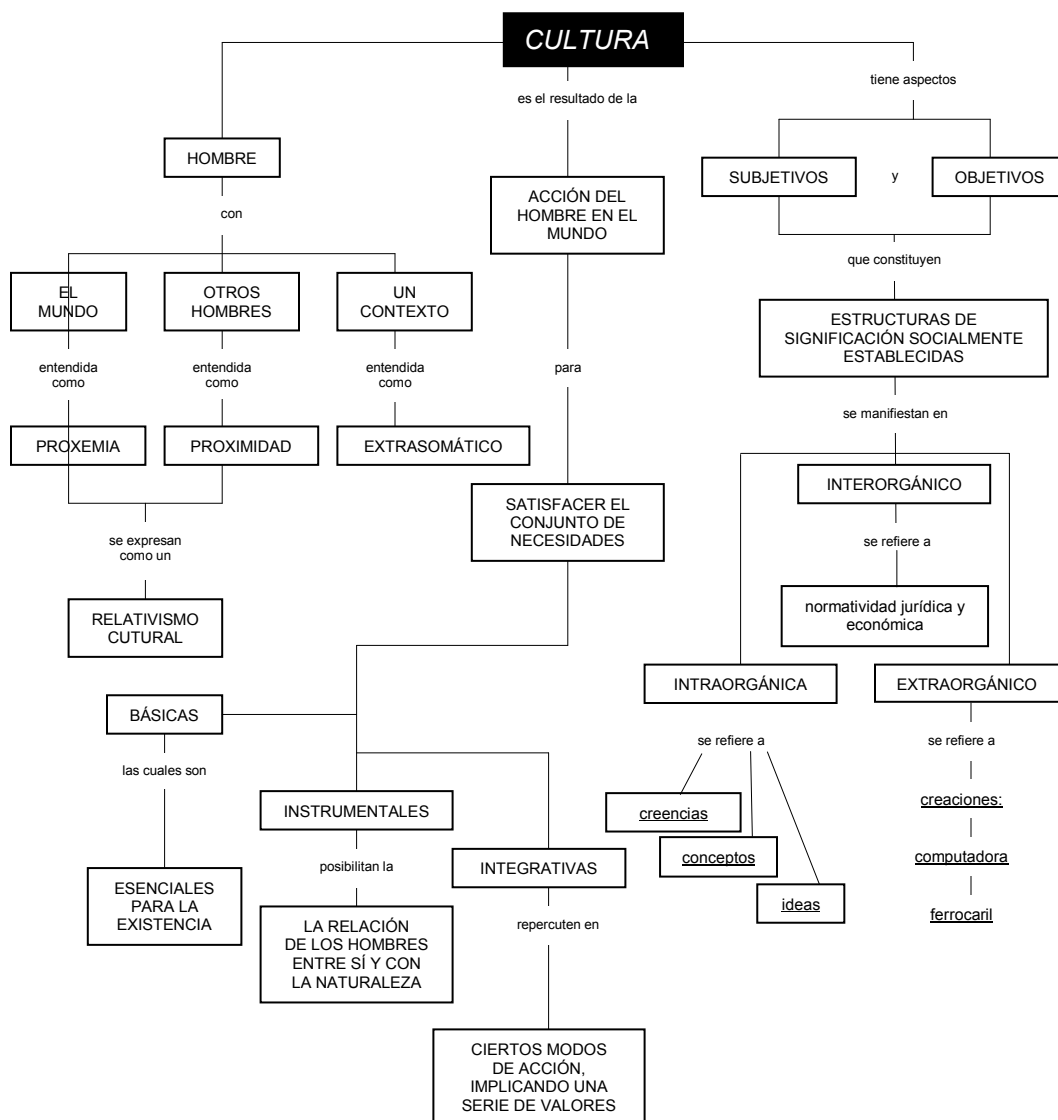 CULTURA
es el resultado de la
tiene aspectos
HOMBRE
SUBJETIVOS
y
OBJETIVOS
ACCIÓN DEL
HOMBRE EN EL
MUNDO
con
que constituyen
EL
MUNDO
OTROS
HOMBRES
UN
CONTEXTO
ESTRUCTURAS DE
SIGNIFICACIÓN SOCIALMENTE
ESTABLECIDAS
entendida
como
entendida
como
entendida
como
para
se manifiestan en
PROXEMIA
PROXIMIDAD
EXTRASOMÁTICO
INTERORGÁNICO
SATISFACER EL
CONJUNTO DE
NECESIDADES
se expresan
como un
se refiere a
RELATIVISMO
CUTURAL
normatividad jurídica y
económica
INTRAORGÁNICA
EXTRAORGÁNICO
BÁSICAS
se refiere a
se refiere a
las cuales son
creencias
creaciones:
INSTRUMENTALES
conceptos
computadora
posibilitan la
INTEGRATIVAS
ideas
ferrocaril
ESENCIALES
PARA LA
EXISTENCIA
LA RELACIÓN
DE LOS HOMBRES
ENTRE SÍ Y CON
LA NATURALEZA
repercuten en
CIERTOS MODOS
DE ACCIÓN,
IMPLICANDO UNA
SERIE DE VALORES